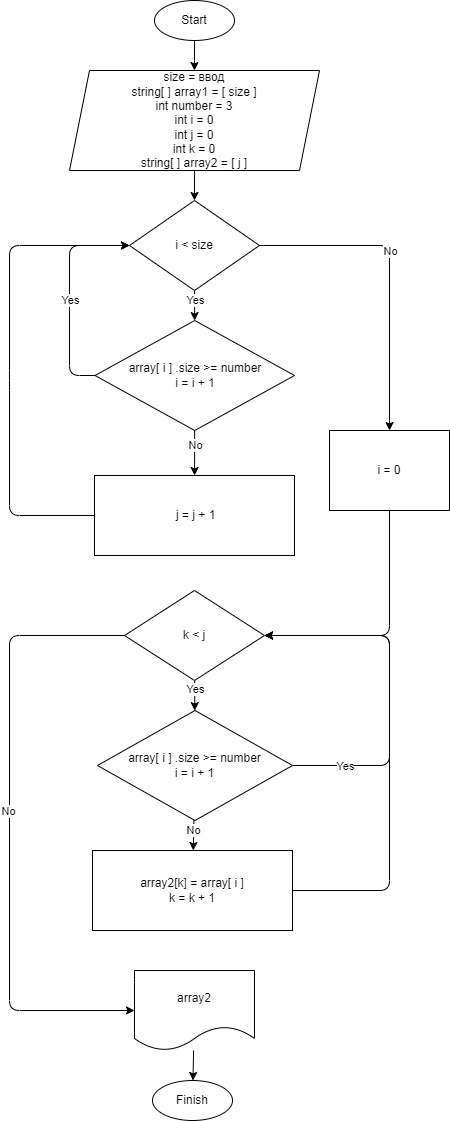 Start
size = ввод
string[ ] array1 = [ size ]
int number = 3
int i = 0
int j = 0
int k = 0
string[ ] array2 = [ j ]
i < size
No
Yes
Yes
array[ i ] .size >= number
i = i + 1
No
i = 0
j = j + 1
k < j
Yes
array[ i ] .size >= number
i = i + 1
Yes
No
No
array2[k] = array[ i ]
k = k + 1
array2
Finish